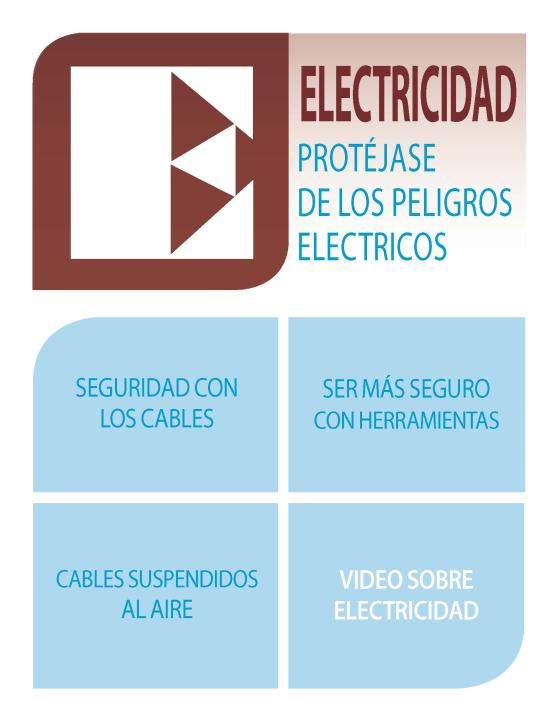 ELECTRICIDAD
PROTÉJASE
DE LOS PELIGROS
ELECTRICOS
SEGURIDAD CON
LOS CABLES
SER MÁS SEGURO
CON HERRAMIENTAS
CABLES SUSPENDIDOS
AL AIRE
VIDEO SOBRE
ELECTRICIDAD